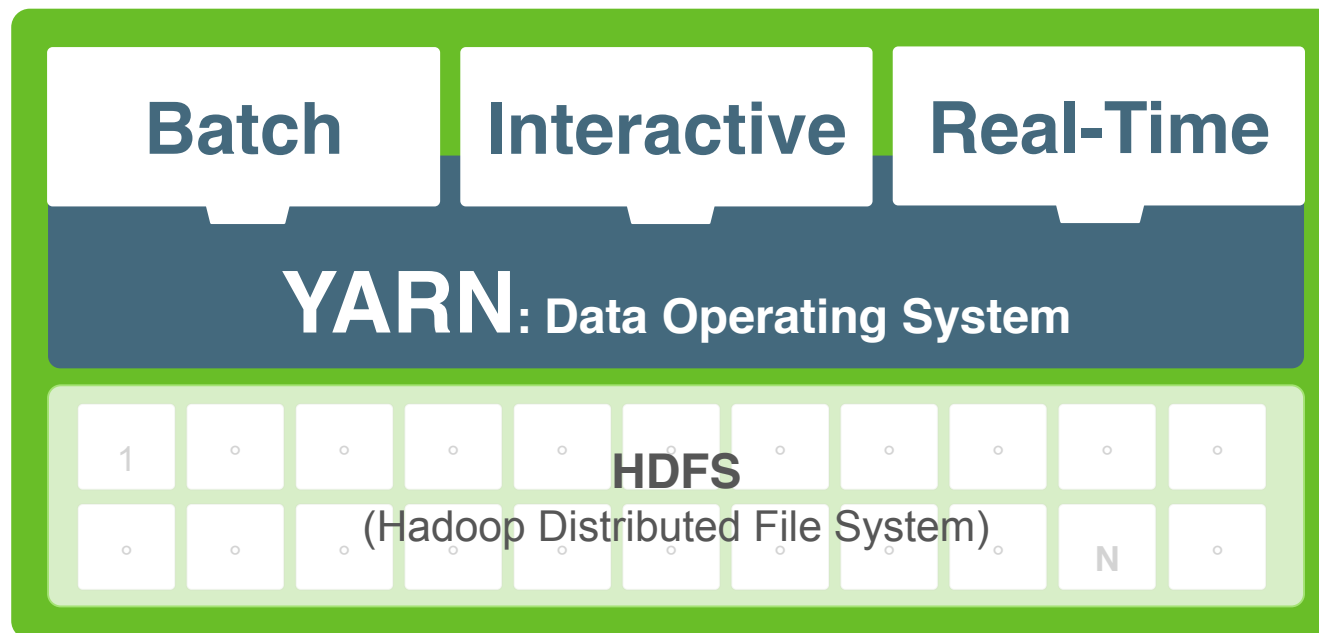 Batch Interactive Real-Time
YARN: Data Operating System
1 ° ° ° ° ° ° ° ° ° °
HDFS
(Hadoop Distributed File System)
° ° ° ° ° ° ° ° ° N °